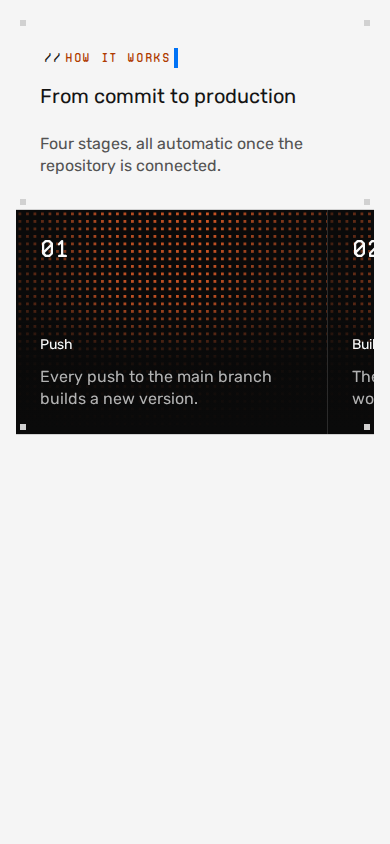 // HOW IT WORKS
From commit to production
Four stages, all automatic once the
repository is connected.
01
Push
Every push to the main branch
builds a new version.
02